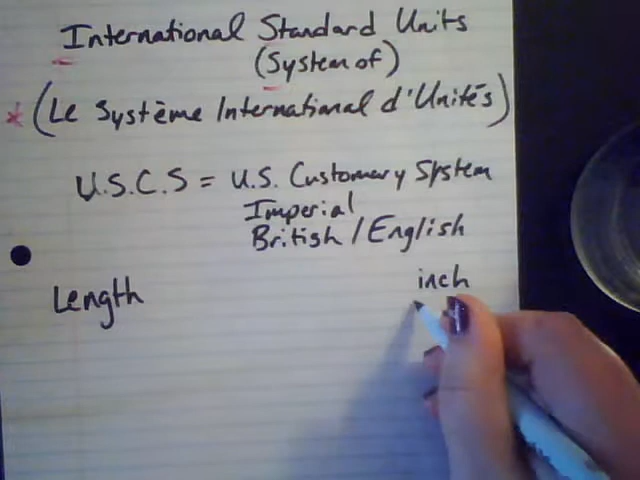 International Standard Units
(System of)
* (Le Système International d'Unités)
U.S.C.S = U.S. Customary System
Imperial
British / English
Length inch